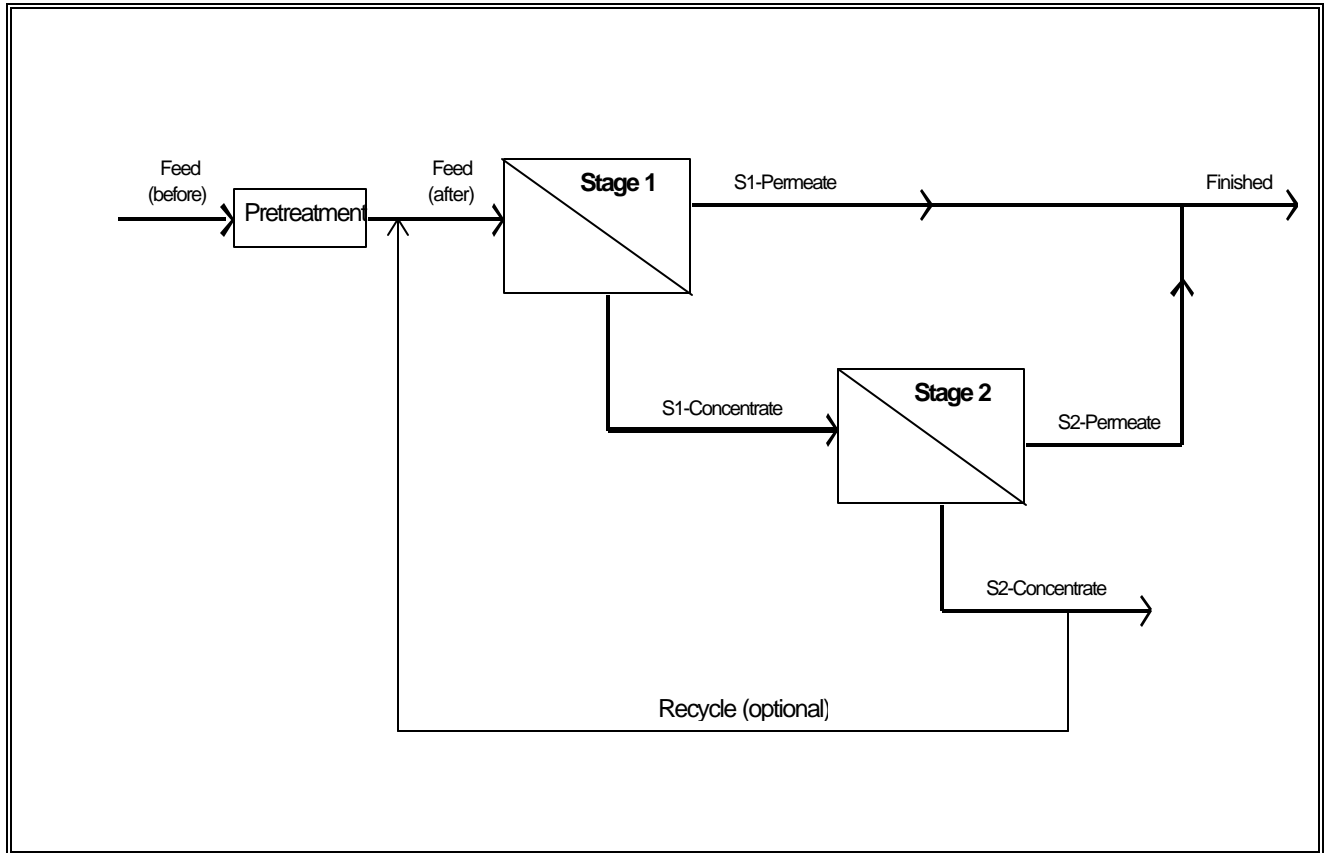 Feed
(before)
Pretreatment
Feed
(after)
Stage 1
S1-Permeate
Finished
S1-Concentrate
Stage 2
S2-Permeate
S2-Concentrate
Recycle (optional)